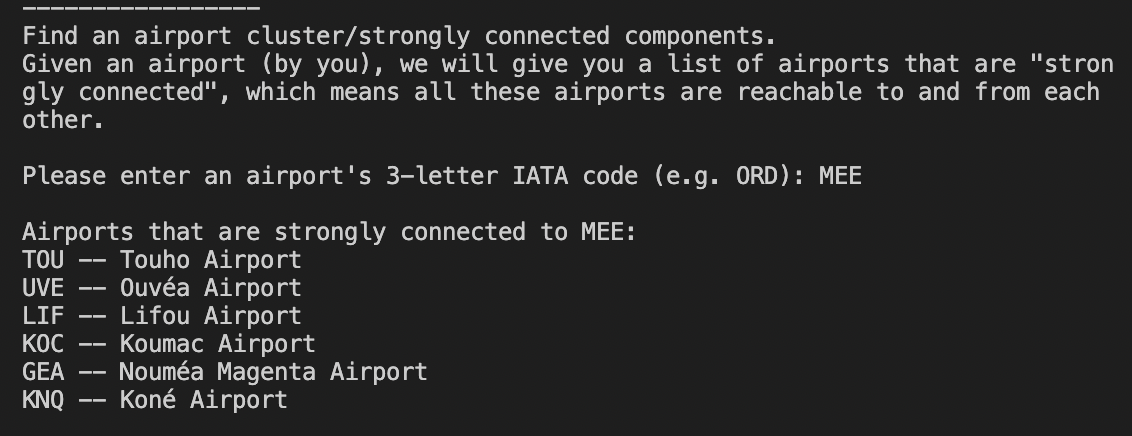 -----------------
Find an airport cluster/strongly connected components.
Given an airport (by you), we will give you a list of airports that are "stron
gly connected", which means all these airports are reachable to and from each
other.
Please enter an airport's 3-letter IATA code (e.g. ORD): MEE
Airports that are strongly connected to MEE:
TOU -- Touho Airport
UVE -- Ouvéa Airport
LIF -- Lifou Airport
KOC -- Koumac Airport
GEA -- Nouméa Magenta Airport
KNQ -- Koné Airport